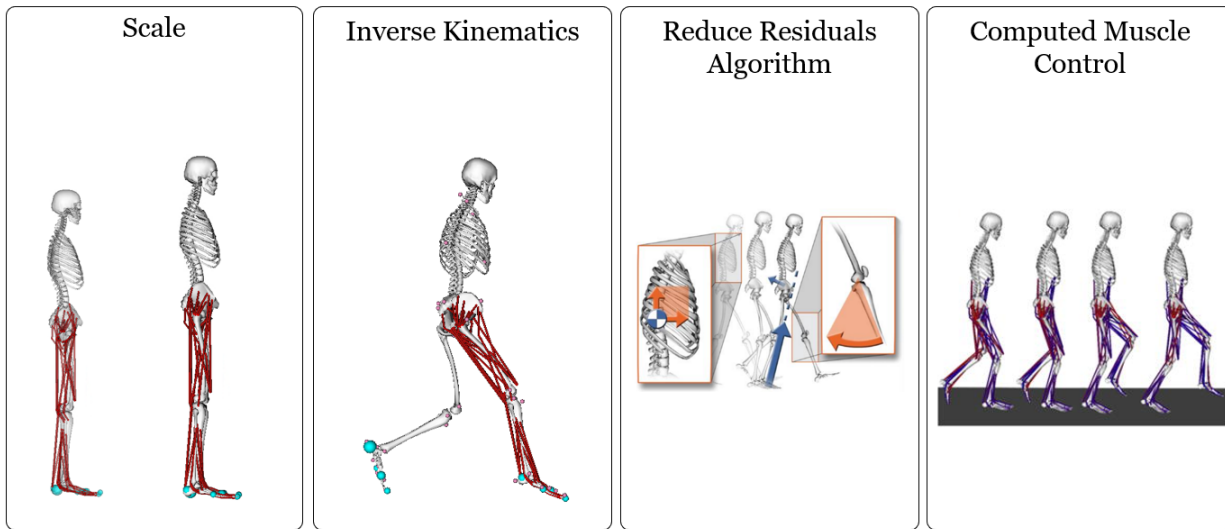 Scale
Inverse Kinematics
Reduce Residuals
Algorithm
Computed Muscle
Control